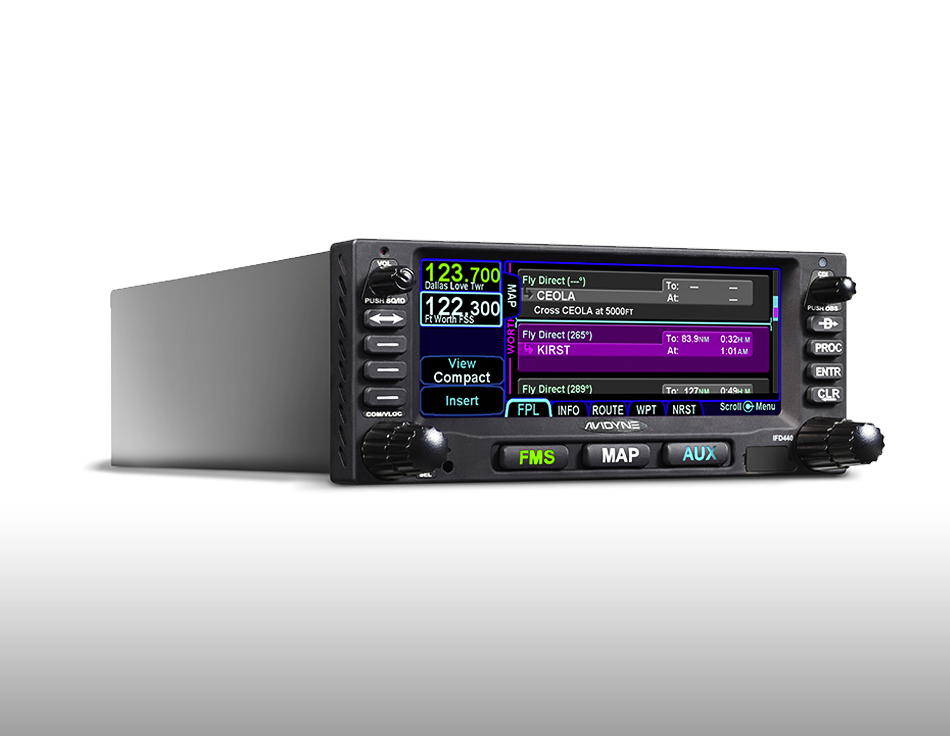 VOL
PUSH SQ/ID
COM/VLOC
SEL
123.700
Dallas Love Twr
122.300
Ft Worth FSS
View
Compact
Insert
MAP
Fly Direct (---°)
CEOLA
Cross CEOLA at 5000FT
To: — —
At: —
Fly Direct (265°)
KIRST
To: 83.9NM 0:32H:M
At: 1:01AM
Fly Direct (289°)
To: 127NM 0:49H:M
FPL INFO ROUTE WPT NRST Scroll Menu
AVIDYNE
IFD440
FMS MAP AUX
CDI
PUSH OBS
D
PROC
ENTR
CLR